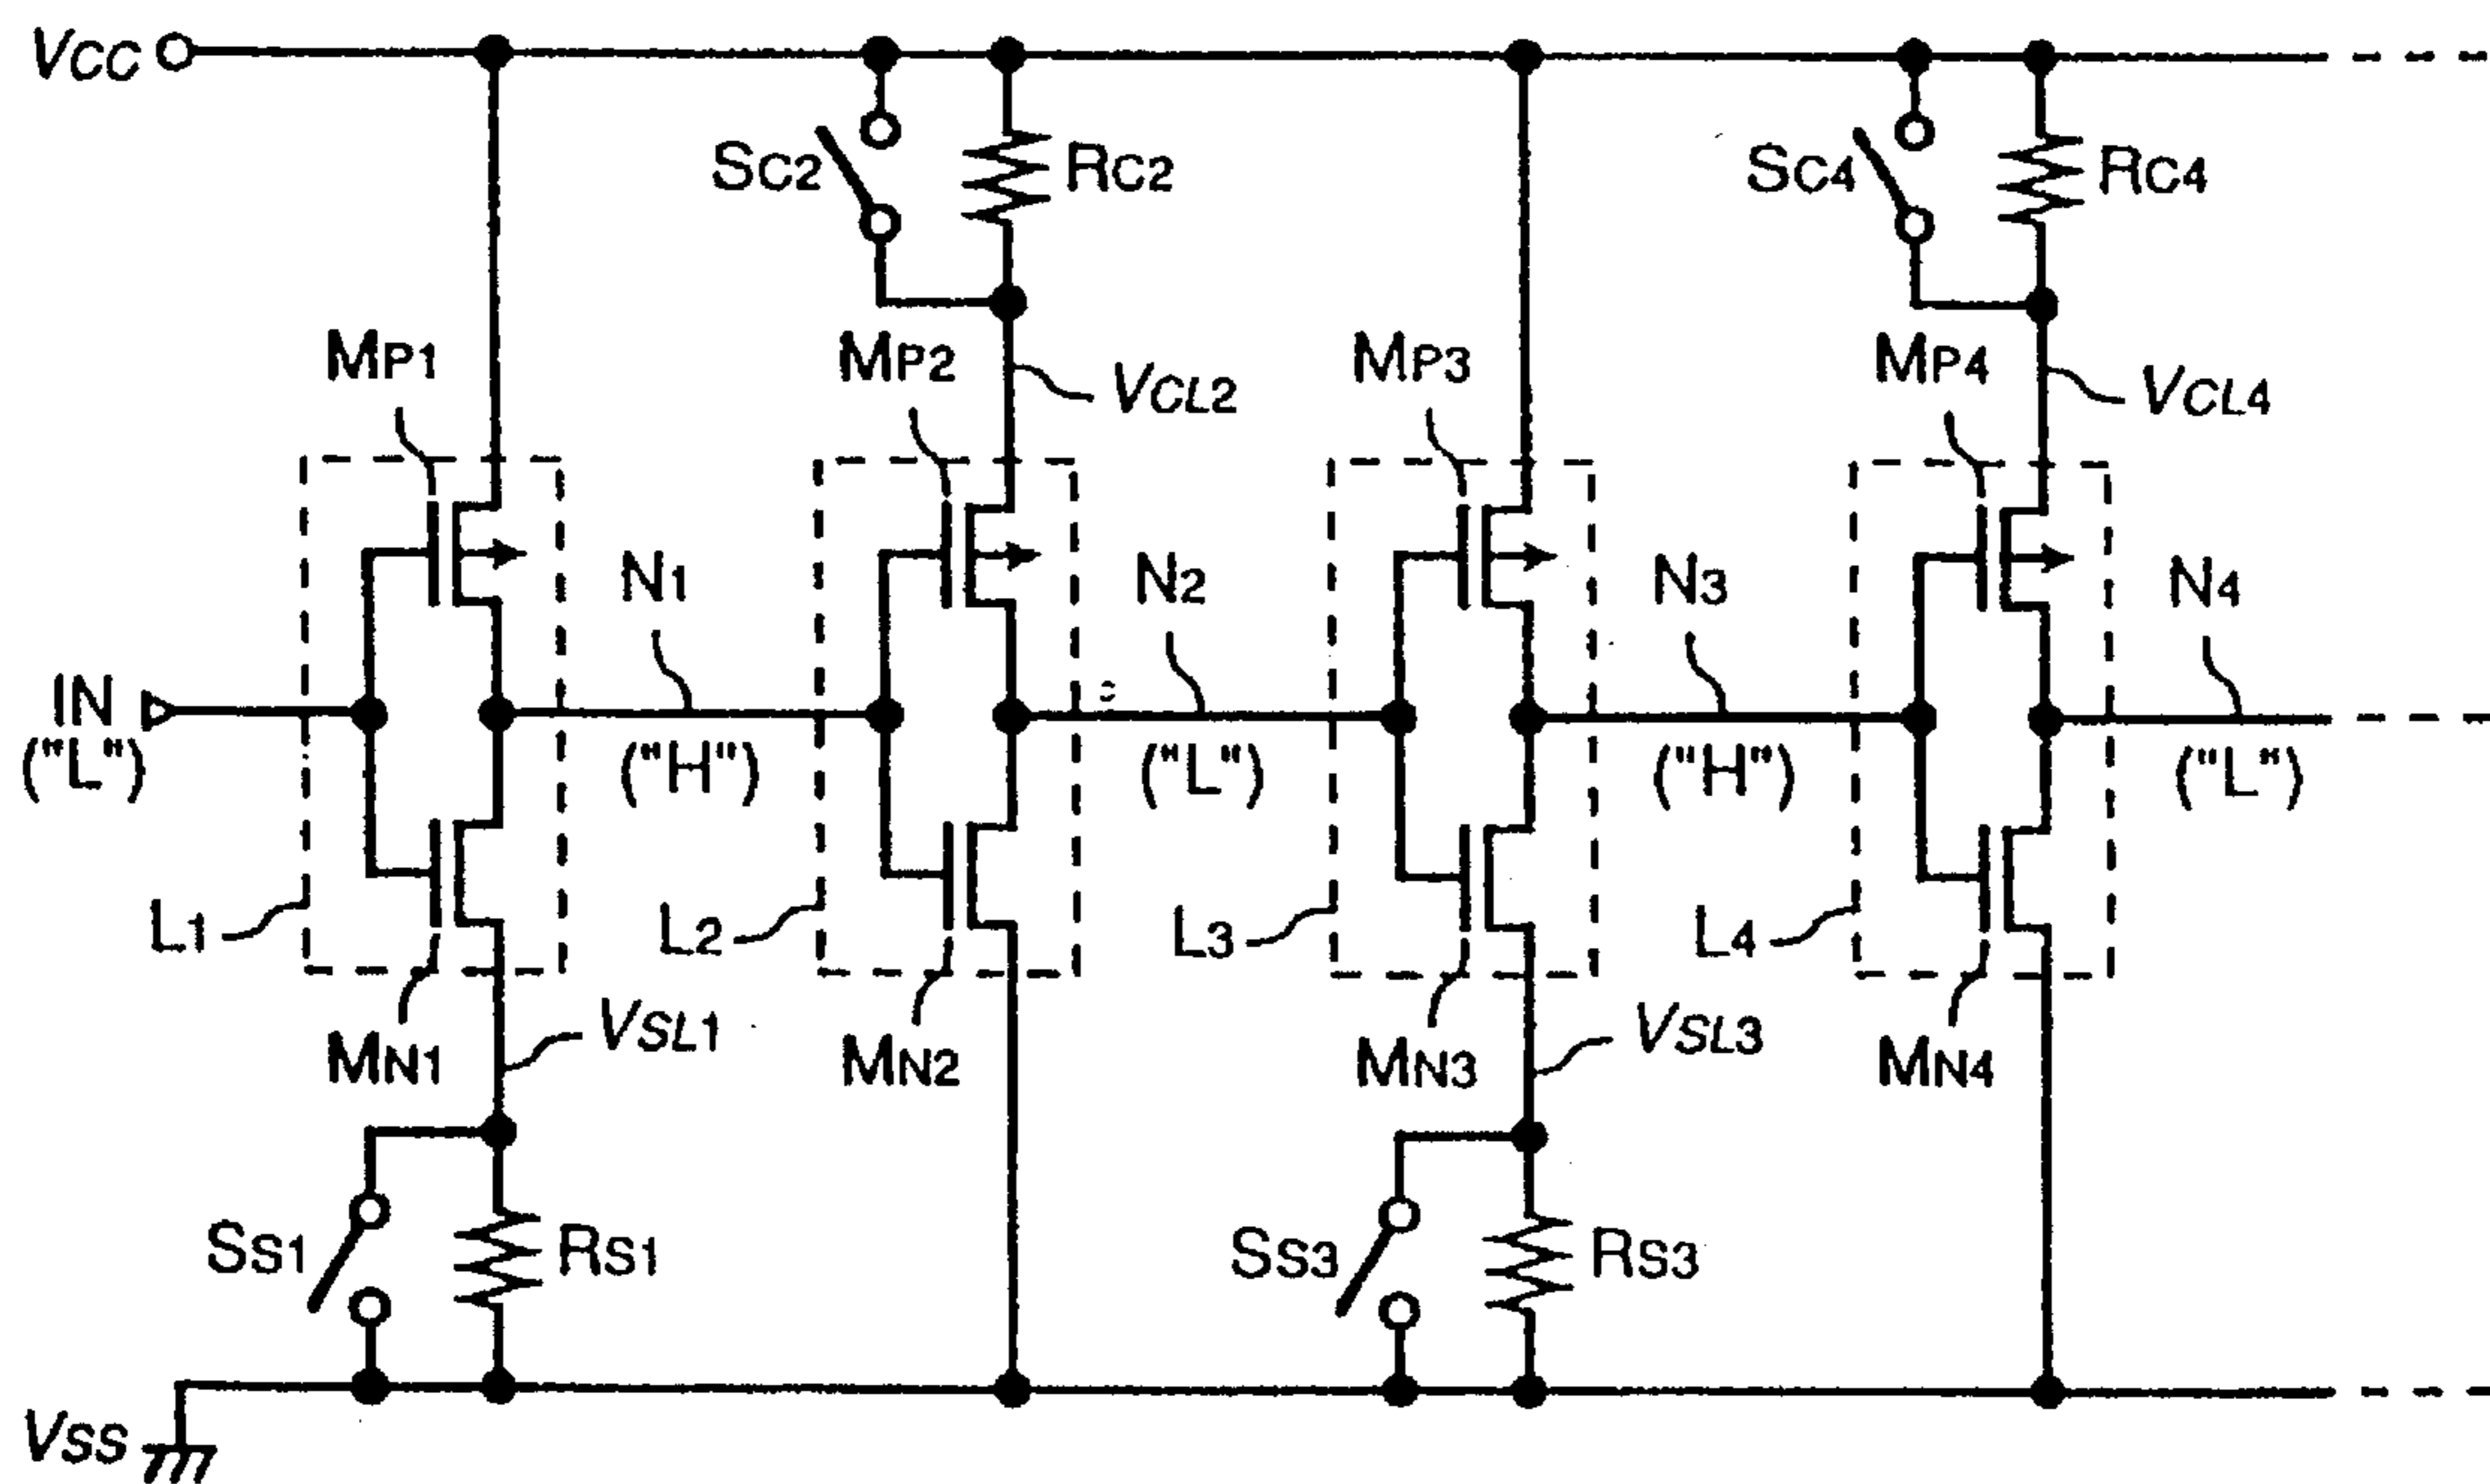 VCC
SC2 RC2 SC4 RC4
MP1 MP2 VCL2 MP3 MP4 VCL4
N1 N2 N3 N4
IN
("L") ("H") ("L") ("H") ("L")
L1 L2 L3 L4
MN1 VSL1 MN2 MN3 VSL3 MN4
SS1 RS1 SS3 RS3
VSS